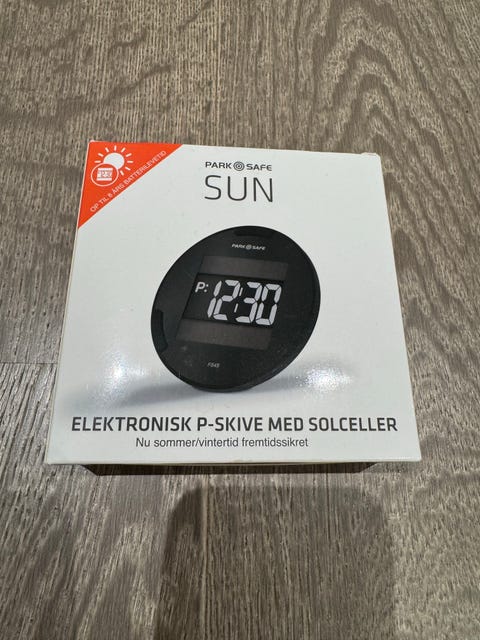 OP TIL 8 ÅRS BATTERILEVETID
PARK SAFE
SUN
PARK SAFE
P: 12:30
ELEKTRONISK P-SKIVE MED SOLCELLER
Nu sommer/vintertid fremtidssikret